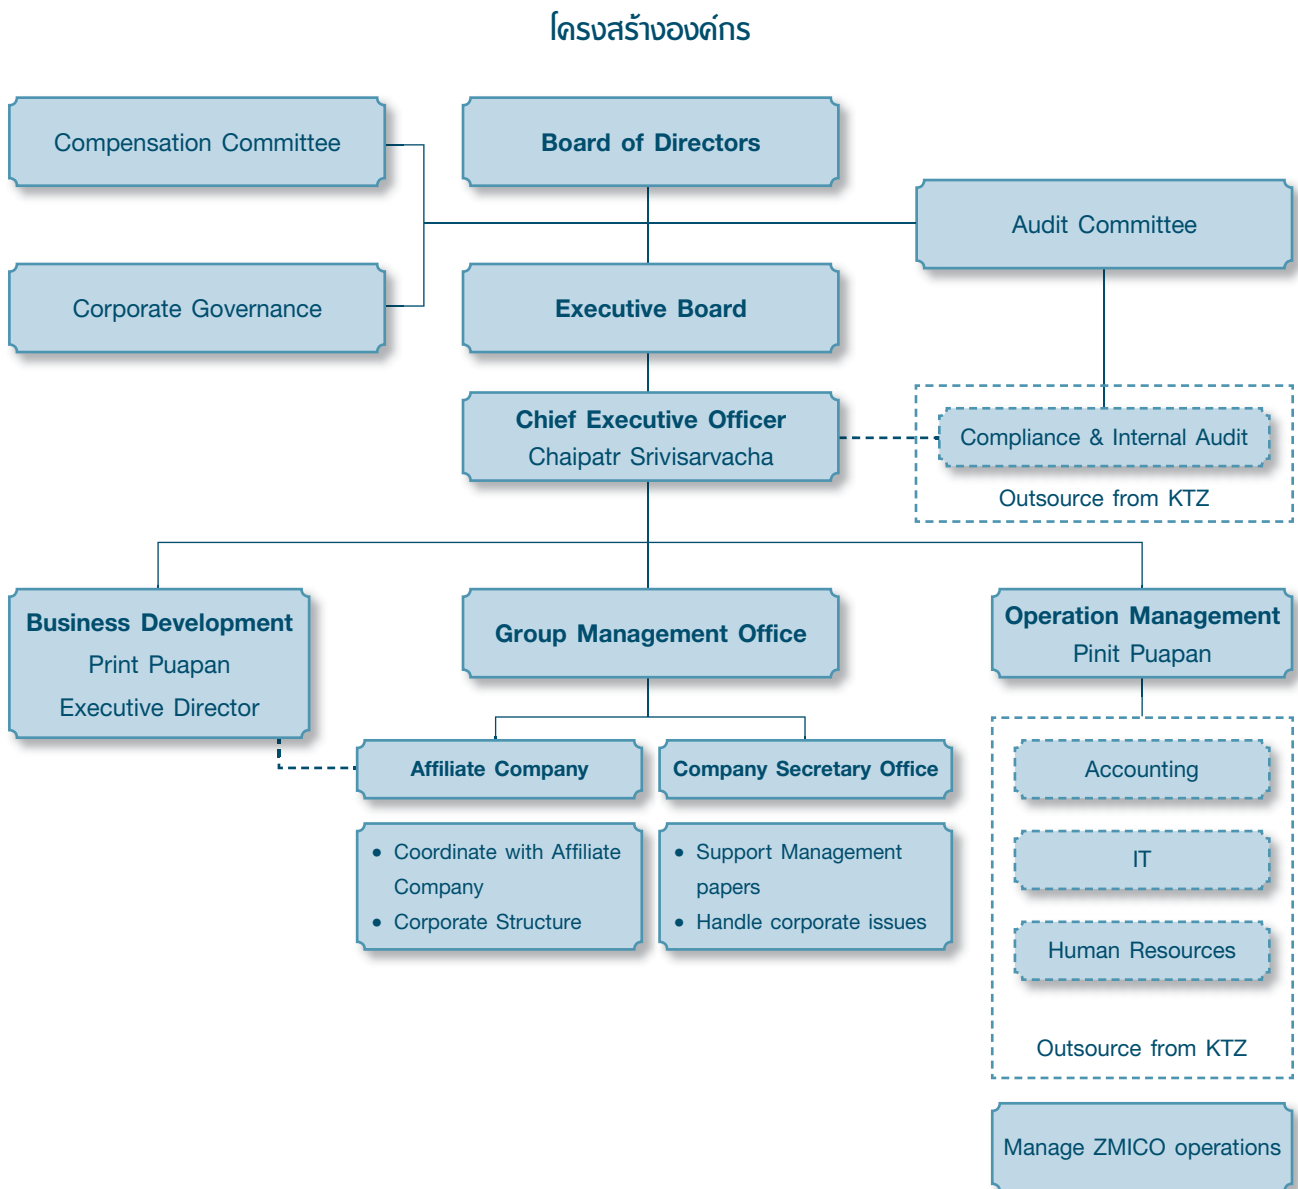 โครงสร้างองค์กร
Compensation Committee
Board of Directors
Audit Committee
Corporate Governance
Executive Board
Chief Executive Officer
Chaipatr Srivisarvacha
Compliance & Internal Audit
Outsource from KTZ
Business Development
Print Puapan
Executive Director
Group Management Office
Operation Management
Pinit Puapan
Affiliate Company
Company Secretary Office
• Coordinate with Affiliate
Company
• Corporate Structure
• Support Management
papers
• Handle corporate issues
Accounting
IT
Human Resources
Outsource from KTZ
Manage ZMICO operations